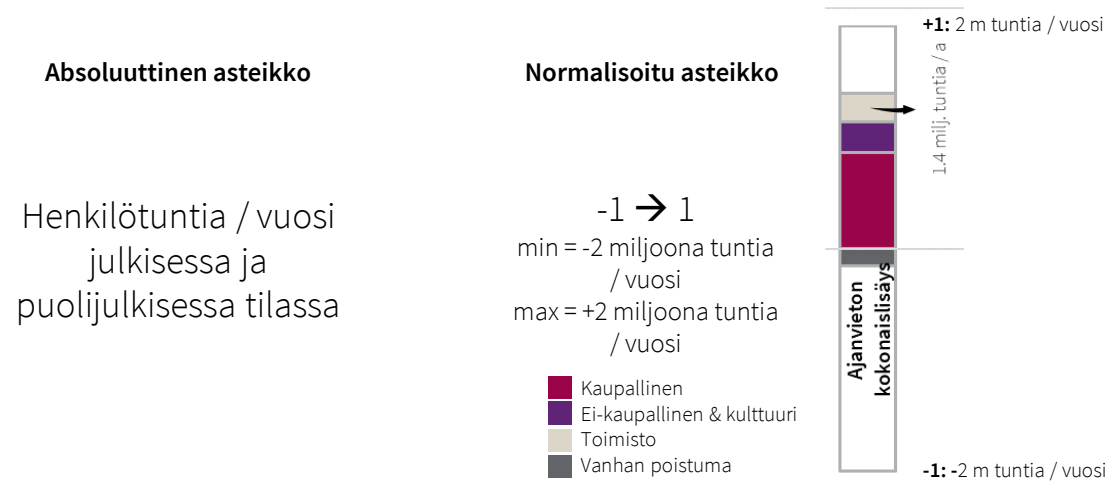 Absoluuttinen asteikko
Henkilötuntia / vuosi
julkisessa ja
puolijulkisessa tilassa
Normalisoitu asteikko
-1 → 1
min = -2 miljoona tuntia
/ vuosi
max = +2 miljoona tuntia
/ vuosi
Kaupallinen
Ei-kaupallinen & kulttuuri
Toimisto
Vanhan poistuma
+1: 2 m tuntia / vuosi
1.4 milj. tuntia / a
Ajanvieton
kokonaislisäys
-1: -2 m tuntia / vuosi